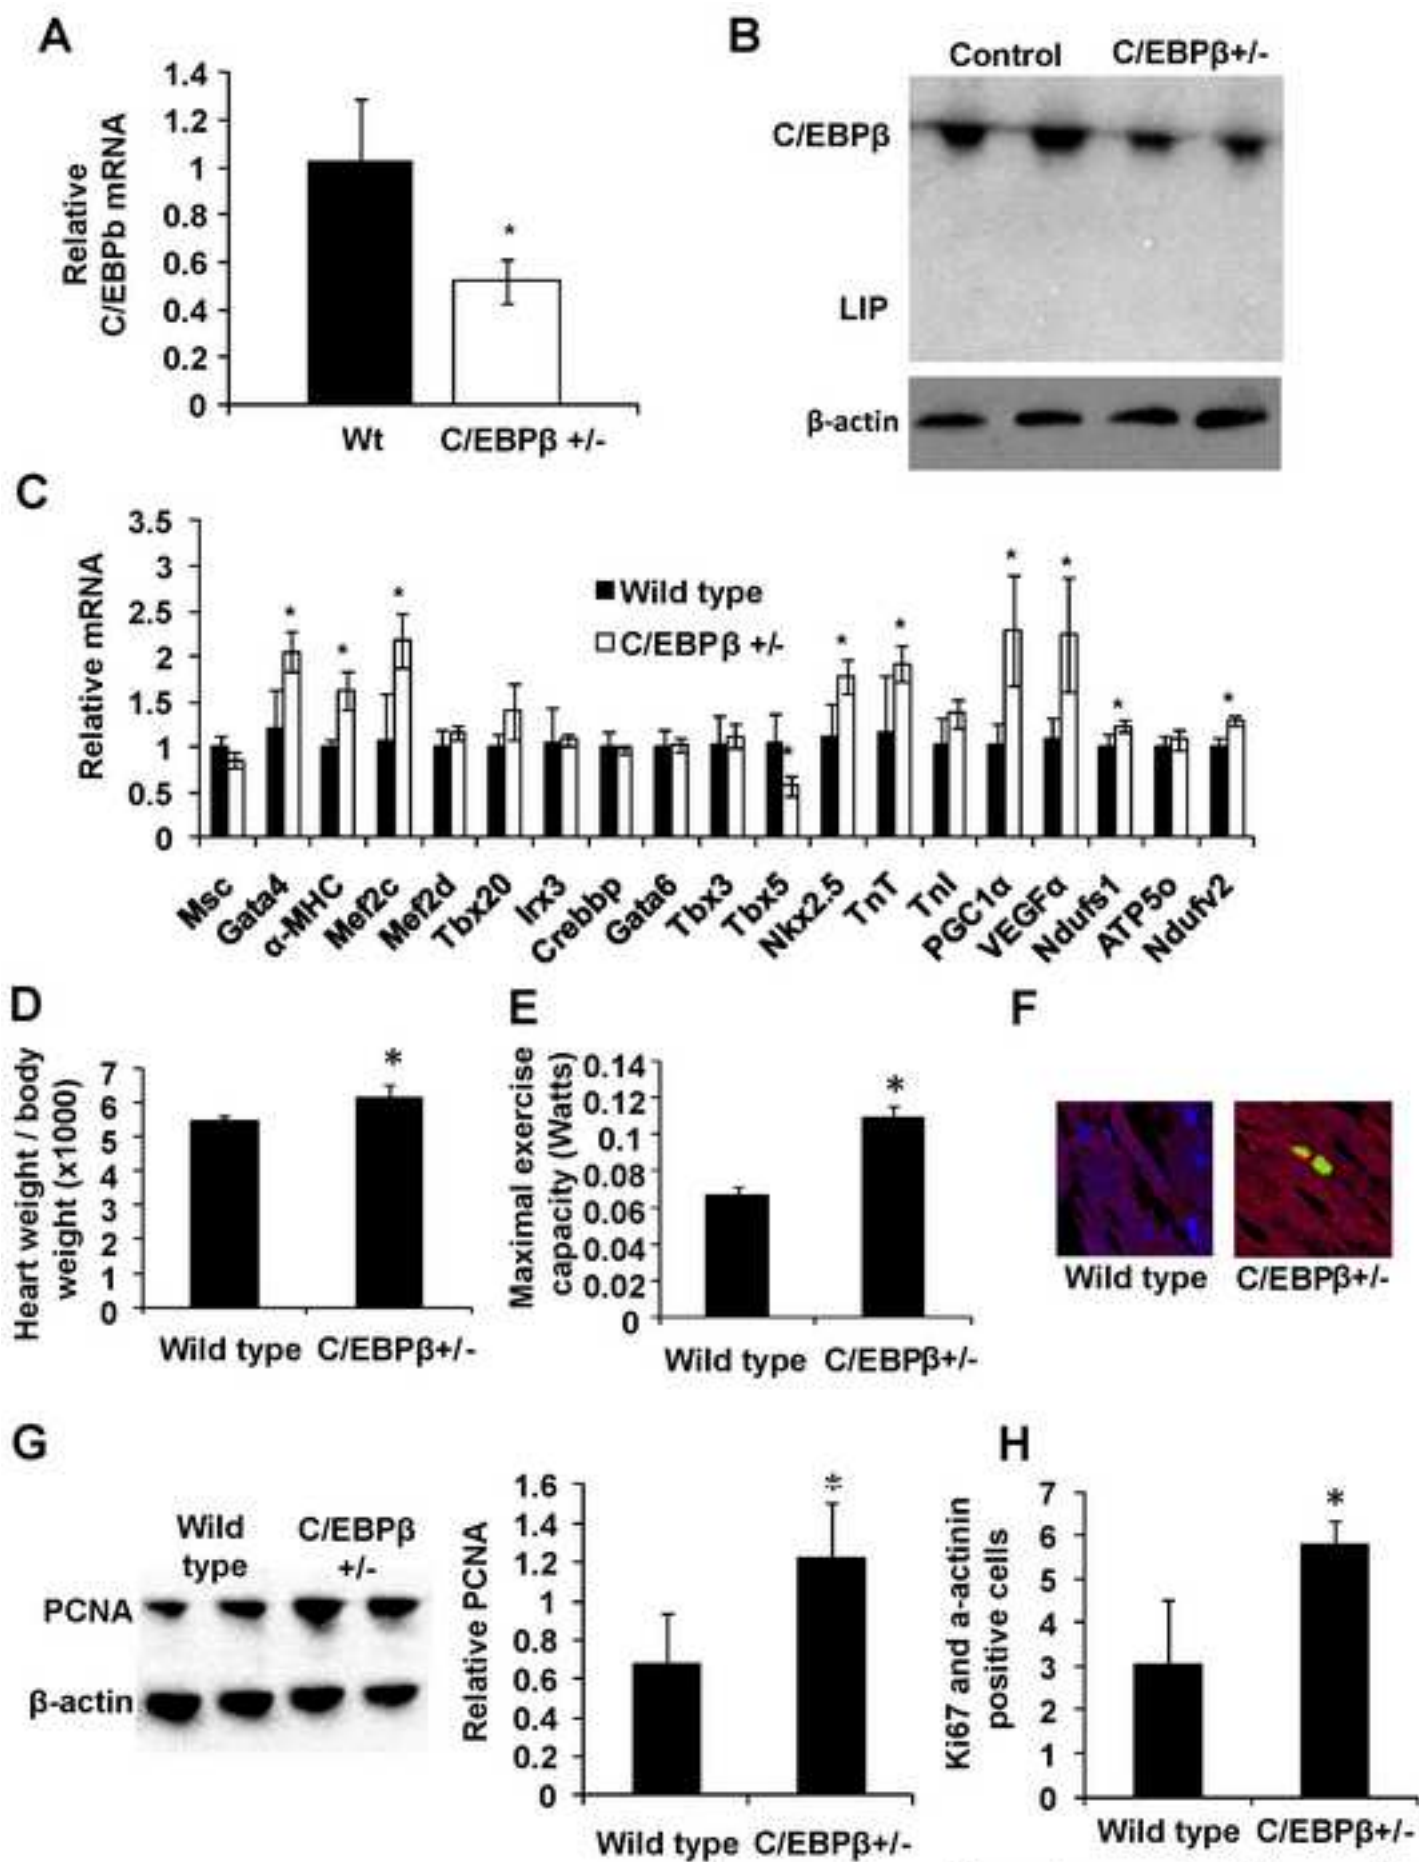 A
Relative
C/EBPb mRNA
1.4
1.2
1
0.8
0.6
0.4
0.2
0
*
Wt
C/EBPβ +/-
B
Control
C/EBPβ+/-
C/EBPβ
LIP
β-actin
C
Relative mRNA
3.5
3
2.5
2
1.5
1
0.5
0
Wild type
C/EBPβ +/-
*
*
*
*
*
*
*
*
*
*
Msc
Gata4
α-MHC
Mef2c
Mef2d
Tbx20
Irx3
Crebbp
Gata6
Tbx3
Tbx5
Nkx2.5
TnT
TnI
PGC1α
VEGFα
Ndufs1
ATP5o
Ndufv2
D
Heart weight / body
weight (x1000)
7
6
5
4
3
2
1
0
*
Wild type
C/EBPβ+/-
E
Maximal exercise
capacity (Watts)
0.14
0.12
0.1
0.08
0.06
0.04
0.02
0
*
Wild type
C/EBPβ+/-
F
Wild type
C/EBPβ+/-
G
Wild
type
C/EBPβ
+/-
PCNA
β-actin
Relative PCNA
1.6
1.4
1.2
1
0.8
0.6
0.4
0.2
0
*
Wild type
C/EBPβ+/-
H
Ki67 and a-actinin
positive cells
7
6
5
4
3
2
1
0
*
Wild type
C/EBPβ+/-